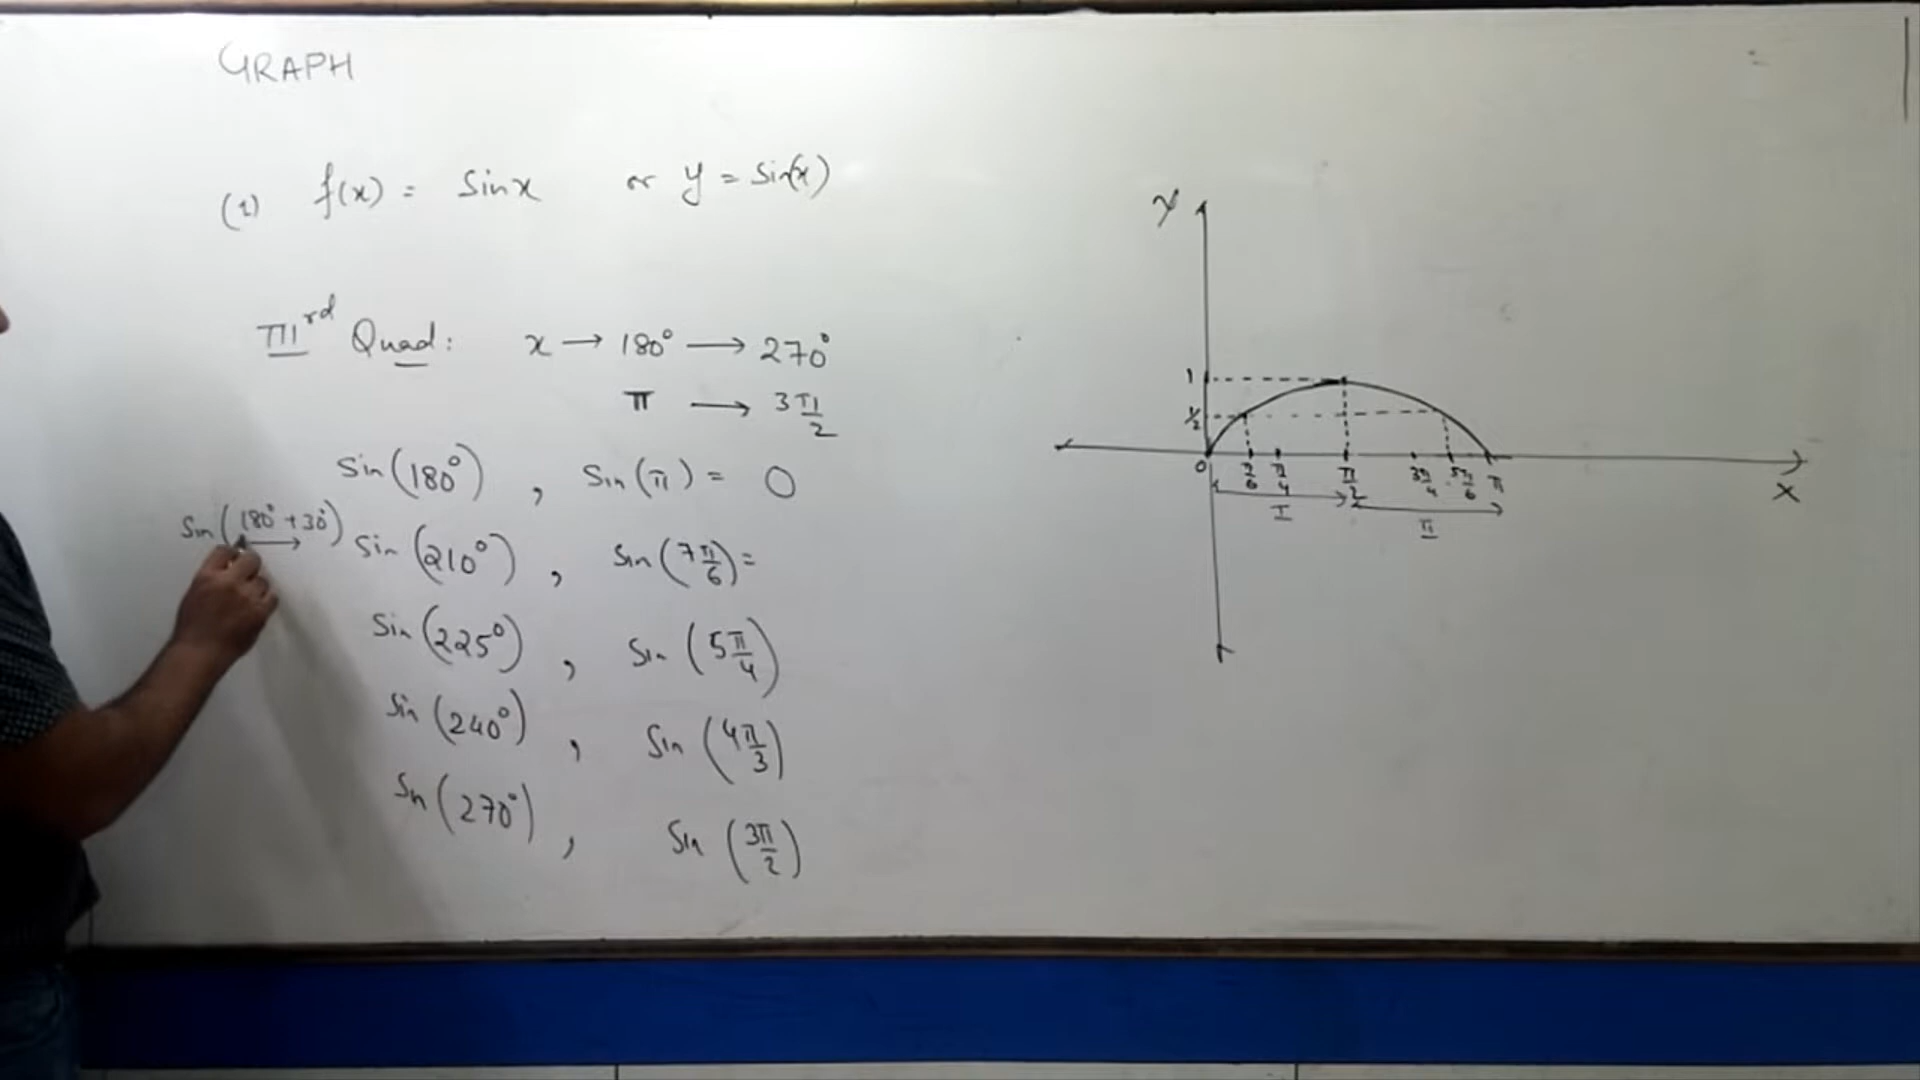 GRAPH
(1) f(x) = Sinx or y = Sin(x)
IIIrd Quad: x → 180° → 270°
π → 3π/2
Sin(180°) , Sin(π) = 0
Sin(180°+30°) Sin(210°) , Sin(7π/6) =
Sin(225°) , Sin(5π/4)
Sin(240°) , Sin(4π/3)
Sin(270°) , Sin(3π/2)
Y
1
1/2
0 π/6 π/4 π/2 3π/4 5π/6 π
X
I
II